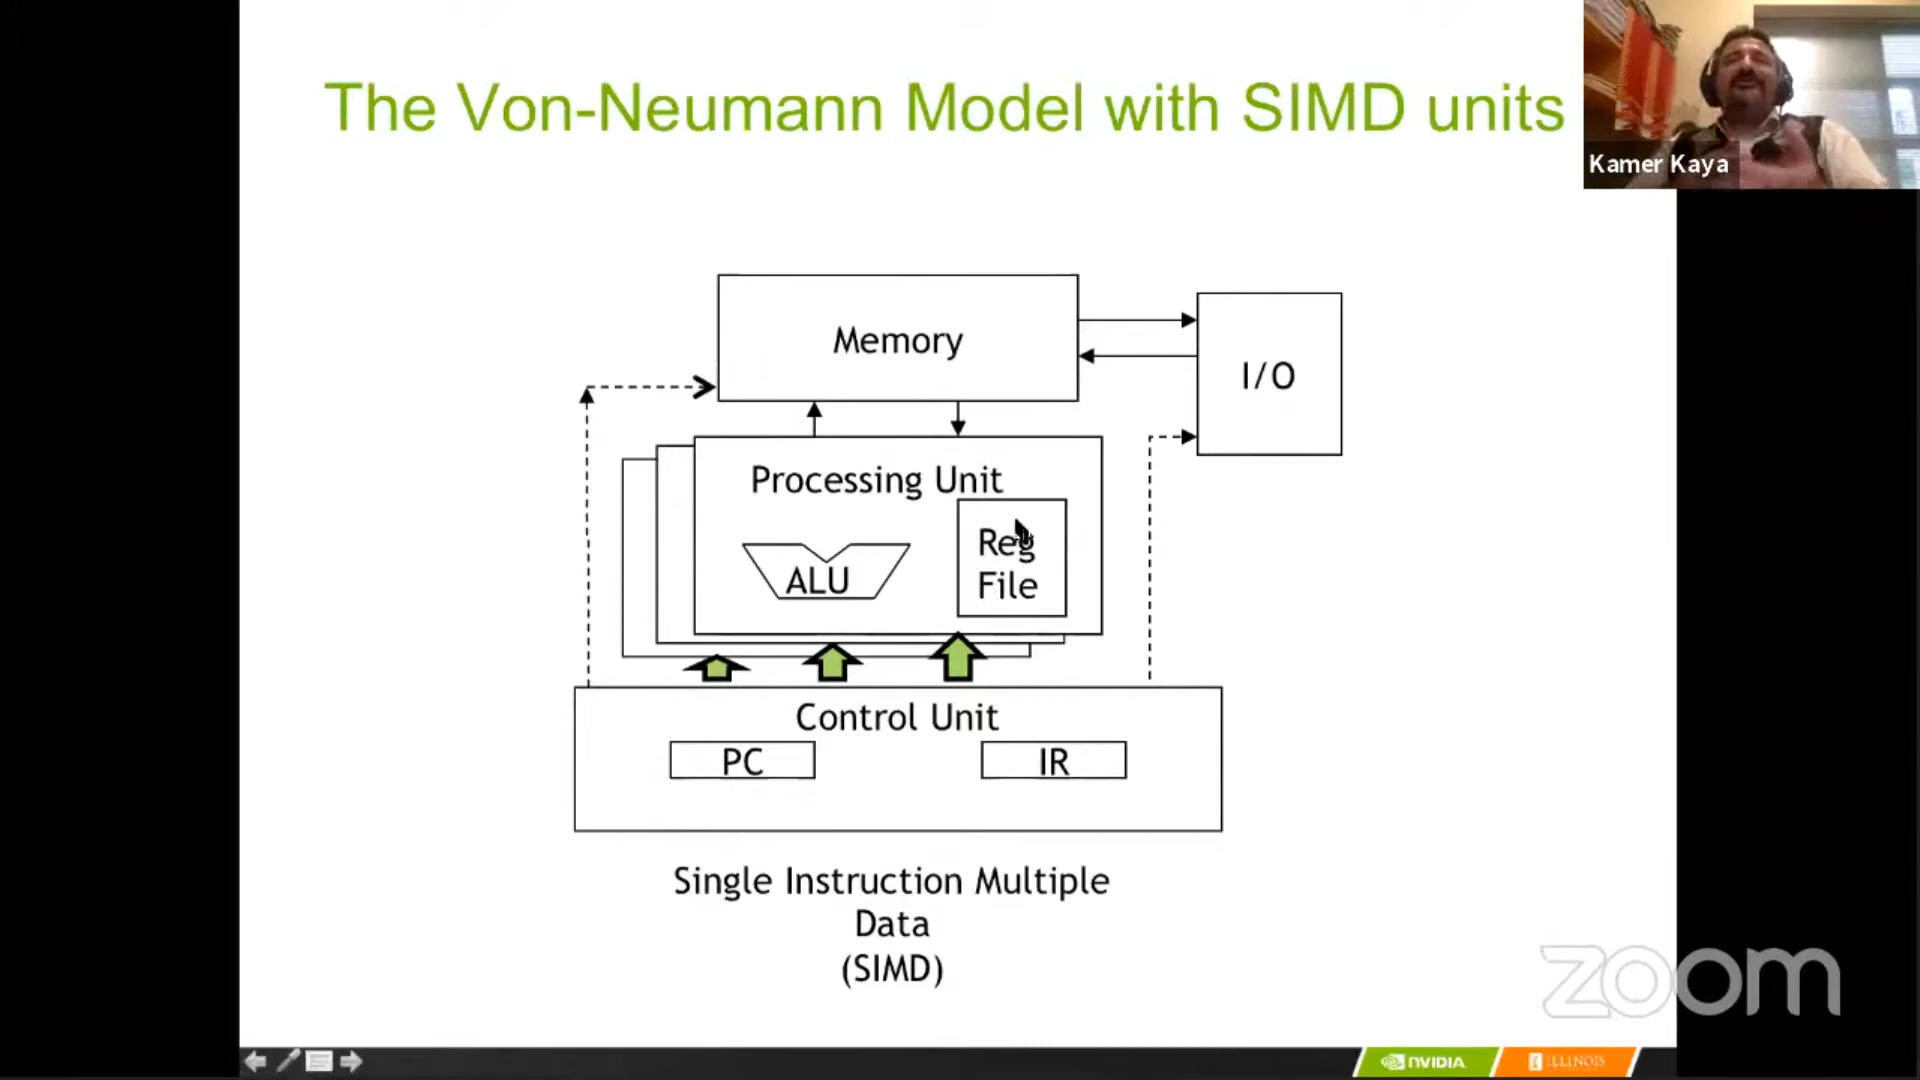 The Von-Neumann Model with SIMD units
Kamer Kaya
Memory
I/O
Processing Unit
ALU
Reg
File
Control Unit
PC
IR
Single Instruction Multiple
Data
(SIMD)
zoom
NVIDIA
ILLINOIS